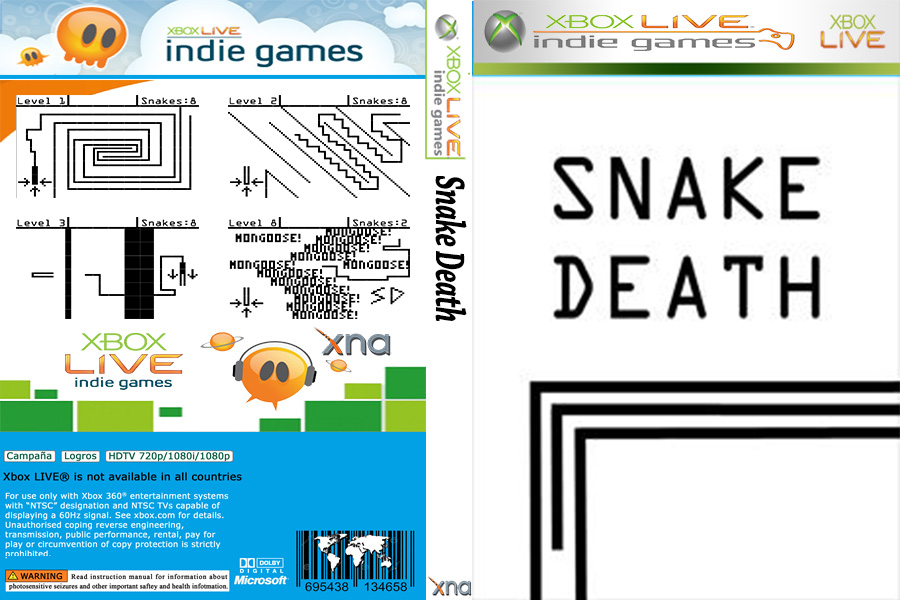 XBOX LIVE
indie games
Level 1
Snakes:8
Level 2
Snakes:8
Level 3
Snakes:8
Level 8
Snakes:2
MONGOOSE!
MONGOOSE!
MONGOOSE!
MONGOOSE!
MONGOOSE!
MONGOOSE!
MONGOOSE!
MONGOOSE!
MONGOOSE!
MONGOOSE!
MONGOOSE!
MONGOOSE!
SD
XBOX
LIVE
indie games
xna
Campaña Logros HDTV 720p/1080i/1080p
Xbox LIVE® is not available in all countries
For use only with Xbox 360® entertainment systems
with “NTSC” designation and NTSC TVs capable of
displaying a 60Hz signal. See xbox.com for details.
Unauthorised coping reverse engineering,
transmission, public performance, rental, pay for
play or circumvention of copy protection is strictly
prohibited.
WARNING Read instruction manual for information about
photosensitive seizures and other important saftey and health infotmation.
DOLBY
DIGITAL
Microsoft
695438 134658
XBOX LIVE
indie games
Snake Death
xna
XBOX LIVE™
indie games
XBOX
LIVE
SNAKE
DEATH